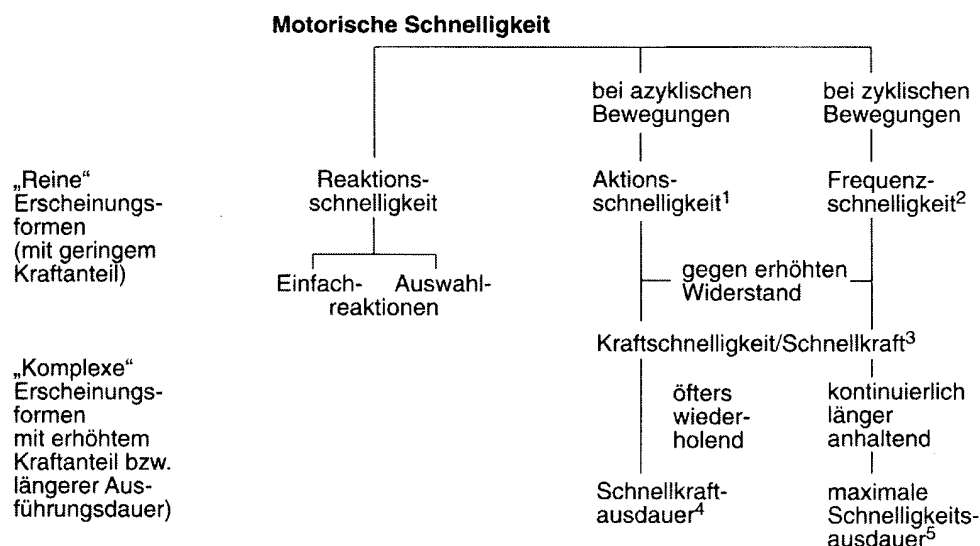 Motorische Schnelligkeit
bei azyklischen
Bewegungen
bei zyklischen
Bewegungen
„Reine“
Erscheinungs-
formen
(mit geringem
Kraftanteil)
Reaktions-
schnelligkeit
Aktions-
schnelligkeit1
Frequenz-
schnelligkeit2
Einfach- Auswahl-
reaktionen
gegen erhöhten
Widerstand
„Komplexe“
Erscheinungs-
formen
mit erhöhtem
Kraftanteil bzw.
längerer Aus-
führungsdauer)
Kraftschnelligkeit/Schnellkraft3
öfters
wieder-
holend
kontinuierlich
länger
anhaltend
Schnellkraft-
ausdauer4
maximale
Schnelligkeits-
ausdauer5